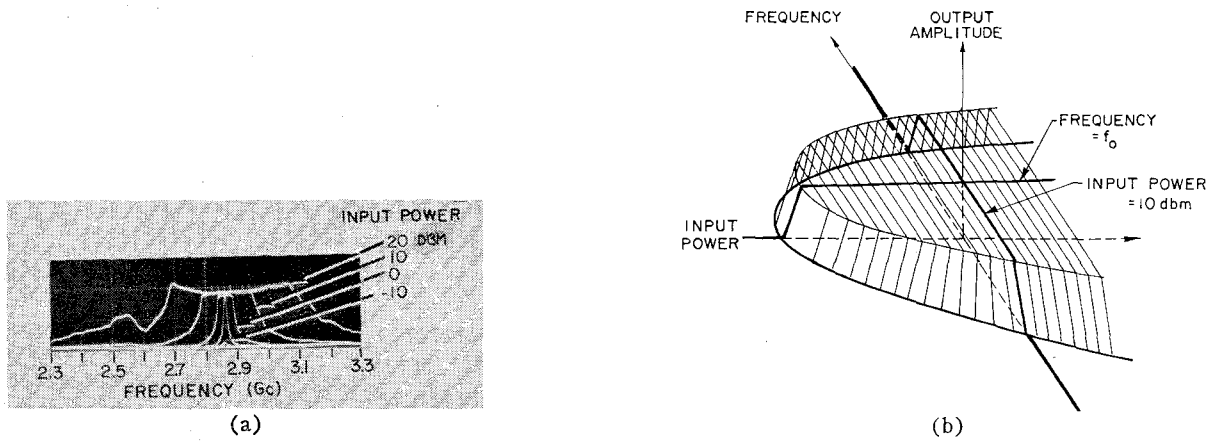 INPUT POWER
20 DBM
10
0
-10
2.3 2.5 2.7 2.9 3.1 3.3
FREQUENCY (Gc)
(a)
FREQUENCY
OUTPUT
AMPLITUDE
FREQUENCY
= fo
INPUT POWER
= 10 dbm
INPUT
POWER
(b)